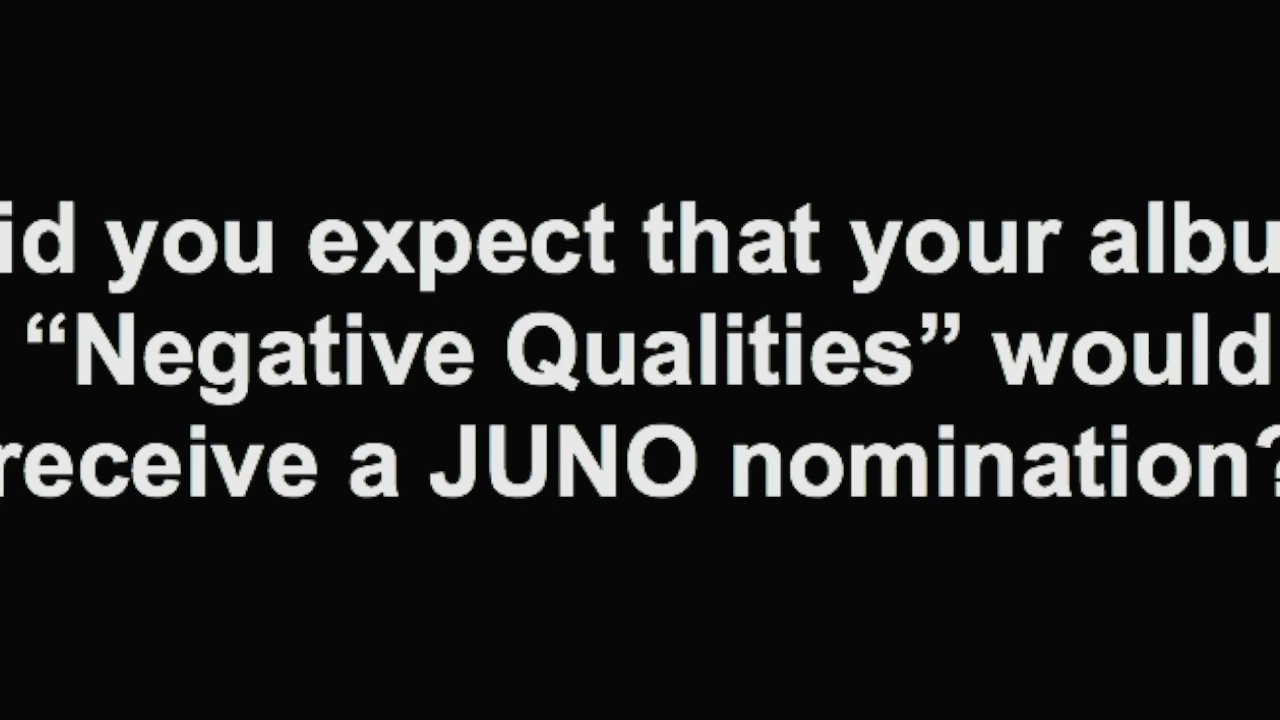 id you expect that your albu
“Negative Qualities” would
receive a JUNO nomination?